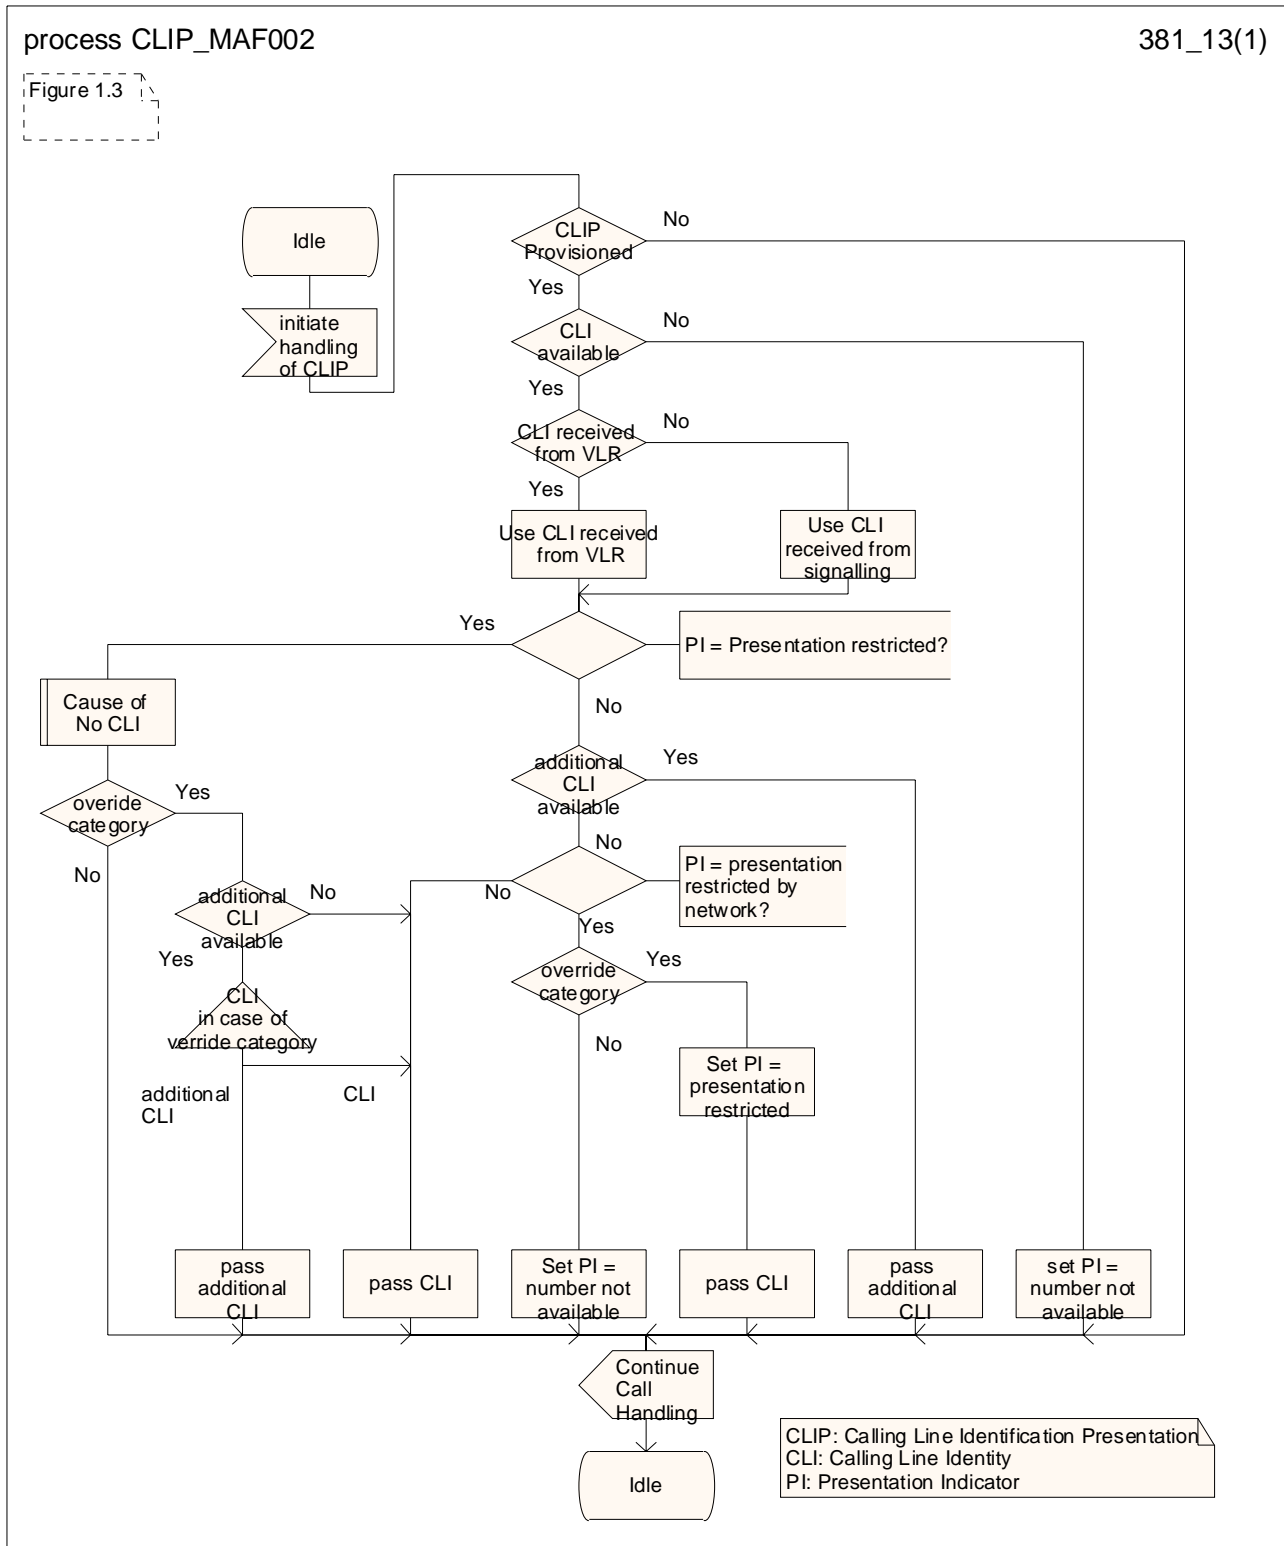 process CLIP_MAF002
381_13(1)
Figure 1.3
Idle
initiate
handling
of CLIP
CLIP
Provisioned
No
Yes
CLI
available
No
Yes
CLI received
from VLR
No
Yes
Use CLI received
from VLR
Use CLI
received from
signalling
Yes
PI = Presentation restricted?
No
Cause of
No CLI
additional
CLI
available
Yes
No
overide
category
Yes
No
PI = presentation
restricted by
network?
No
Yes
additional
CLI
available
No
Yes
override
category
Yes
No
CLI
in case of
verride category
additional
CLI
CLI
Set PI =
presentation
restricted
pass
additional
CLI
pass CLI
Set PI =
number not
available
pass CLI
pass
additional
CLI
set PI =
number not
available
Continue
Call
Handling
Idle
CLIP: Calling Line Identification Presentation
CLI: Calling Line Identity
PI: Presentation Indicator